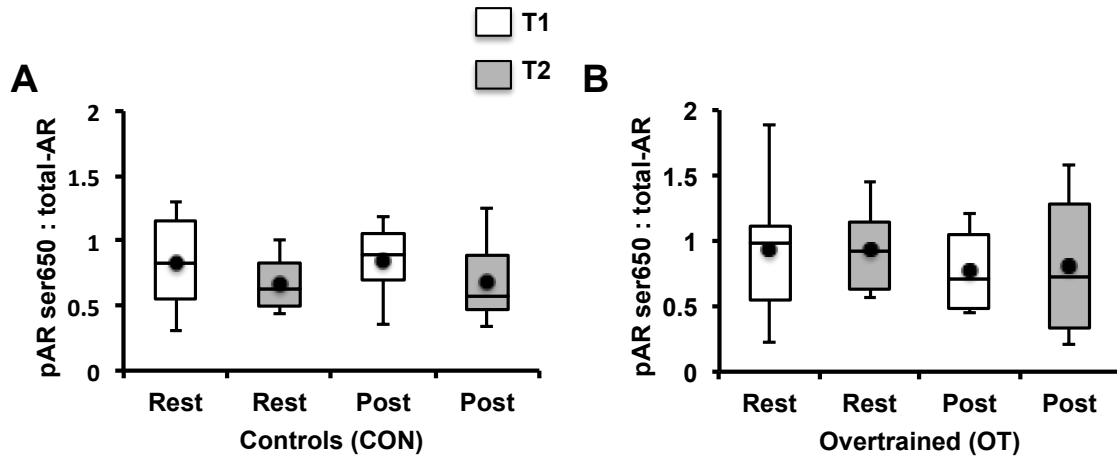 T1
T2
A
pAR ser650 : total-AR
2
1.5
1
0.5
0
Rest Rest Post Post
Controls (CON)
B
pAR ser650 : total-AR
2
1.5
1
0.5
0
Rest Rest Post Post
Overtrained (OT)